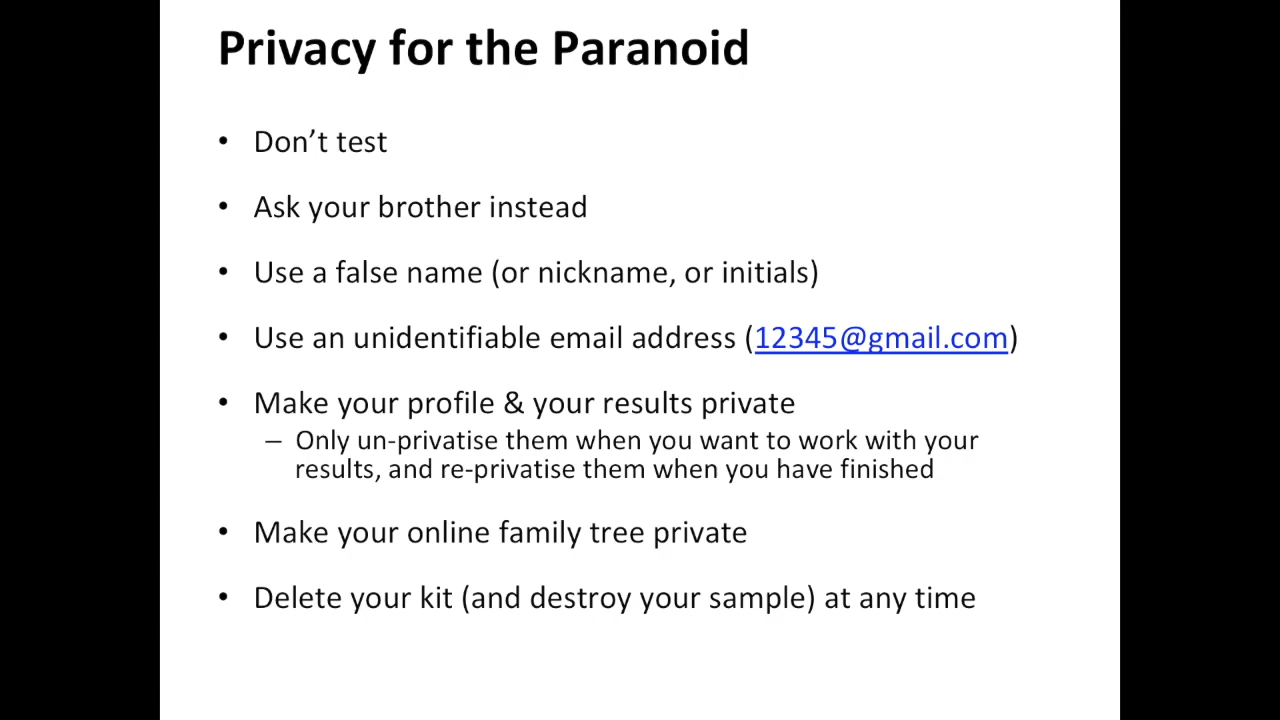 Privacy for the Paranoid
• Don’t test
• Ask your brother instead
• Use a false name (or nickname, or initials)
• Use an unidentifiable email address (12345@gmail.com)
• Make your profile & your results private
– Only un-privatise them when you want to work with your
results, and re-privatise them when you have finished
• Make your online family tree private
• Delete your kit (and destroy your sample) at any time